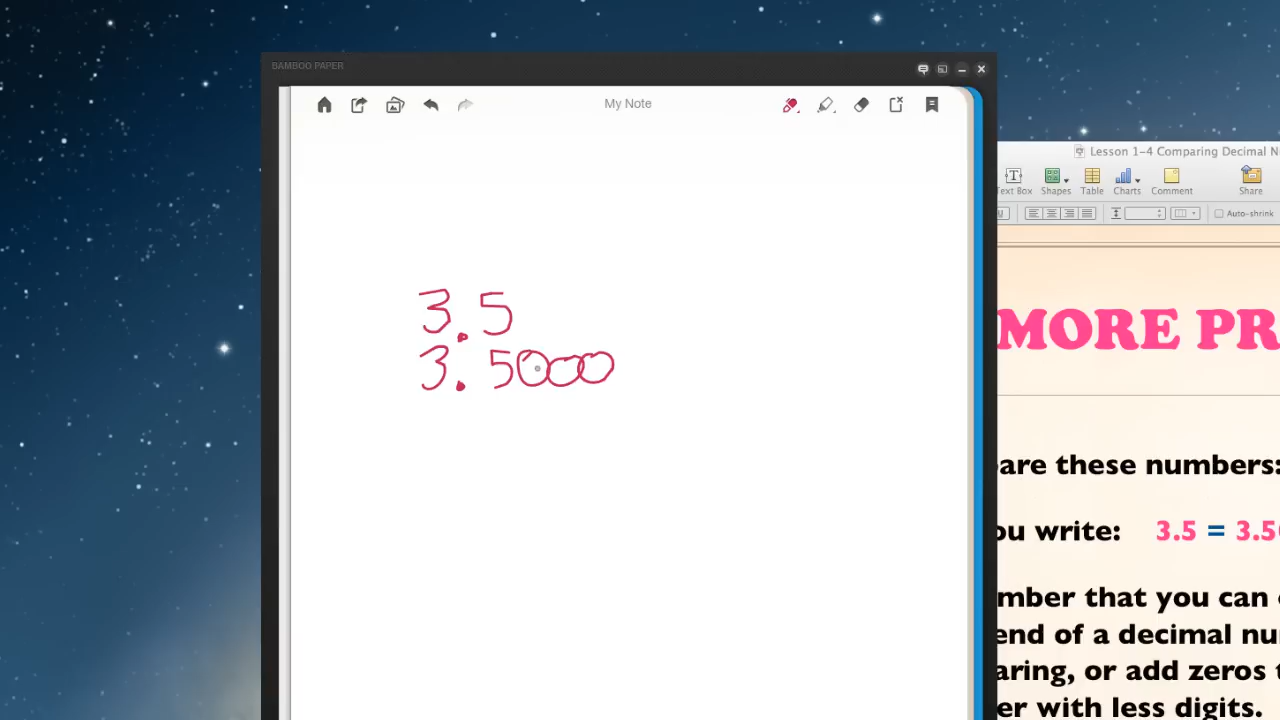 BAMBOO PAPER
My Note
3.5
3.5000
Lesson 1-4 Comparing Decimal N
Text Box Shapes Table Charts Comment Share
Auto-shrink
MORE PR
are these numbers:
ou write: 3.5 = 3.5
mber that you can
end of a decimal nu
aring, or add zeros
er with less digits.